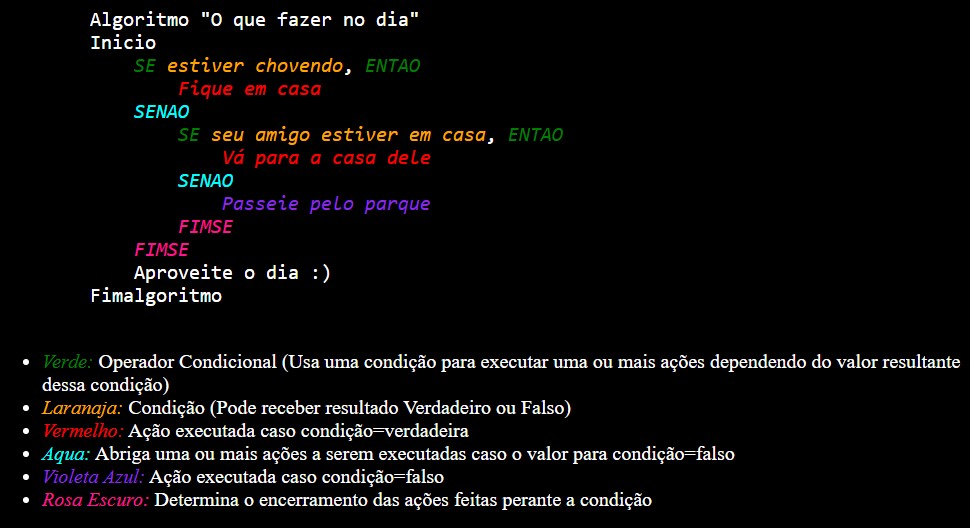 Algoritmo "O que fazer no dia"
Inicio
SE estiver chovendo, ENTAO
Fique em casa
SENAO
SE seu amigo estiver em casa, ENTAO
Vá para a casa dele
SENAO
Passeie pelo parque
FIMSE
FIMSE
Aproveite o dia :)
Fimalgoritmo
• Verde: Operador Condicional (Usa uma condição para executar uma ou mais ações dependendo do valor resultante
dessa condição)
• Laranaja: Condição (Pode receber resultado Verdadeiro ou Falso)
• Vermelho: Ação executada caso condição=verdadeira
• Aqua: Abriga uma ou mais ações a serem executadas caso o valor para condição=falso
• Violeta Azul: Ação executada caso condição=falso
• Rosa Escuro: Determina o encerramento das ações feitas perante a condição